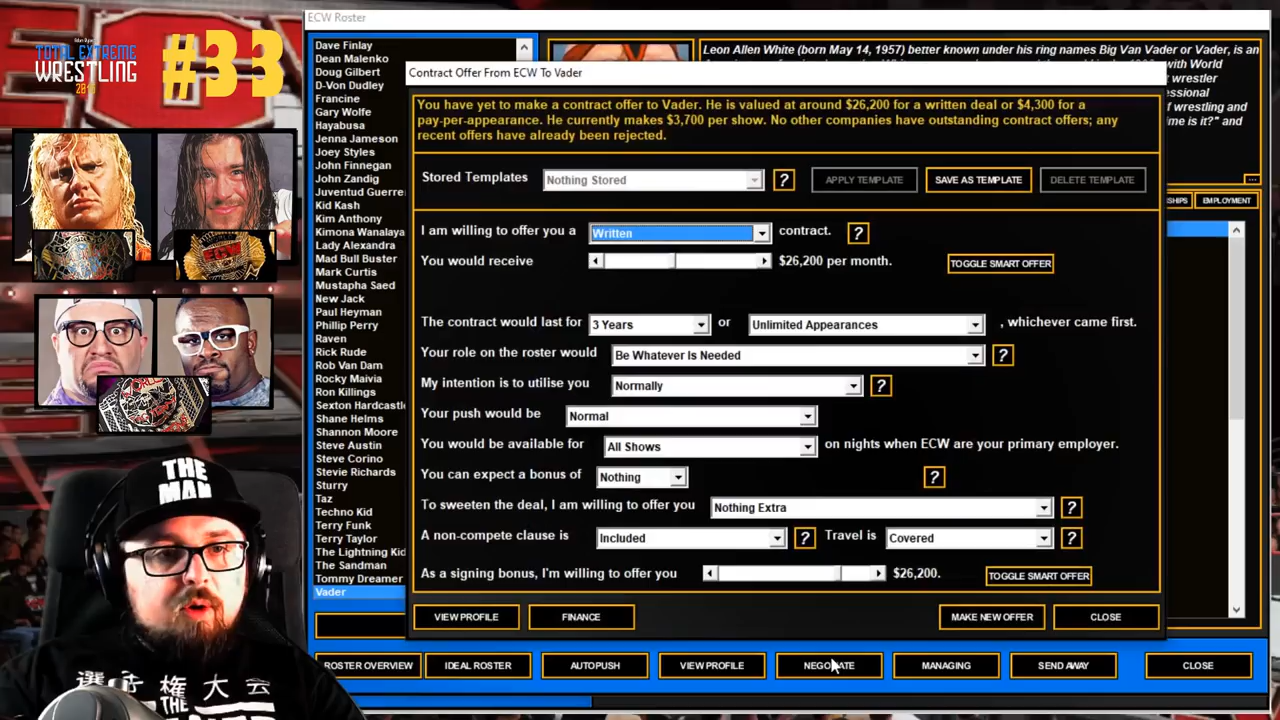 ECW Roster
Adam Ryland's
TOTAL EXTREME
WRESTLING
2016
#33
Dave Finlay
Dean Malenko
Doug Gilbert
D-Von Dudley
Francine
Gary Wolfe
Hayabusa
Jenna Jameson
Joey Styles
John Finnegan
John Zandig
Juventud Guerre
Kid Kash
Kim Anthony
Kimona Wanalaya
Lady Alexandra
Mad Bull Buster
Mark Curtis
Mustapha Saed
New Jack
Paul Heyman
Phillip Perry
Raven
Rick Rude
Rob Van Dam
Rocky Maivia
Ron Killings
Sexton Hardcastl
Shane Helms
Shannon Moore
Steve Austin
Steve Corino
Stevie Richards
Sturry
Taz
Techno Kid
Terry Funk
Terry Taylor
The Lightning Kid
The Sandman
Tommy Dreamer
Vader
Leon Allen White (born May 14, 1957) better known under his ring names Big Van Vader or Vader, is an
with World
t wrestler
essional
f wrestling and
me is it?" and
...
SHIPS
EMPLOYMENT
Contract Offer From ECW To Vader
You have yet to make a contract offer to Vader. He is valued at around $26,200 for a written deal or $4,300 for a
pay-per-appearance. He currently makes $3,700 per show. No other companies have outstanding contract offers; any
recent offers have already been rejected.
Stored Templates Nothing Stored ? APPLY TEMPLATE SAVE AS TEMPLATE DELETE TEMPLATE
I am willing to offer you a Written contract. ?
You would receive $26,200 per month. TOGGLE SMART OFFER
The contract would last for 3 Years or Unlimited Appearances , whichever came first.
Your role on the roster would Be Whatever Is Needed ?
My intention is to utilise you Normally ?
Your push would be Normal
You would be available for All Shows on nights when ECW are your primary employer.
You can expect a bonus of Nothing ?
To sweeten the deal, I am willing to offer you Nothing Extra ?
A non-compete clause is Included ? Travel is Covered ?
As a signing bonus, I'm willing to offer you $26,200. TOGGLE SMART OFFER
VIEW PROFILE FINANCE MAKE NEW OFFER CLOSE
ROSTER OVERVIEW IDEAL ROSTER AUTOPUSH VIEW PROFILE NEGOTIATE MANAGING SEND AWAY CLOSE
THE
MAN
選手権大会
THE